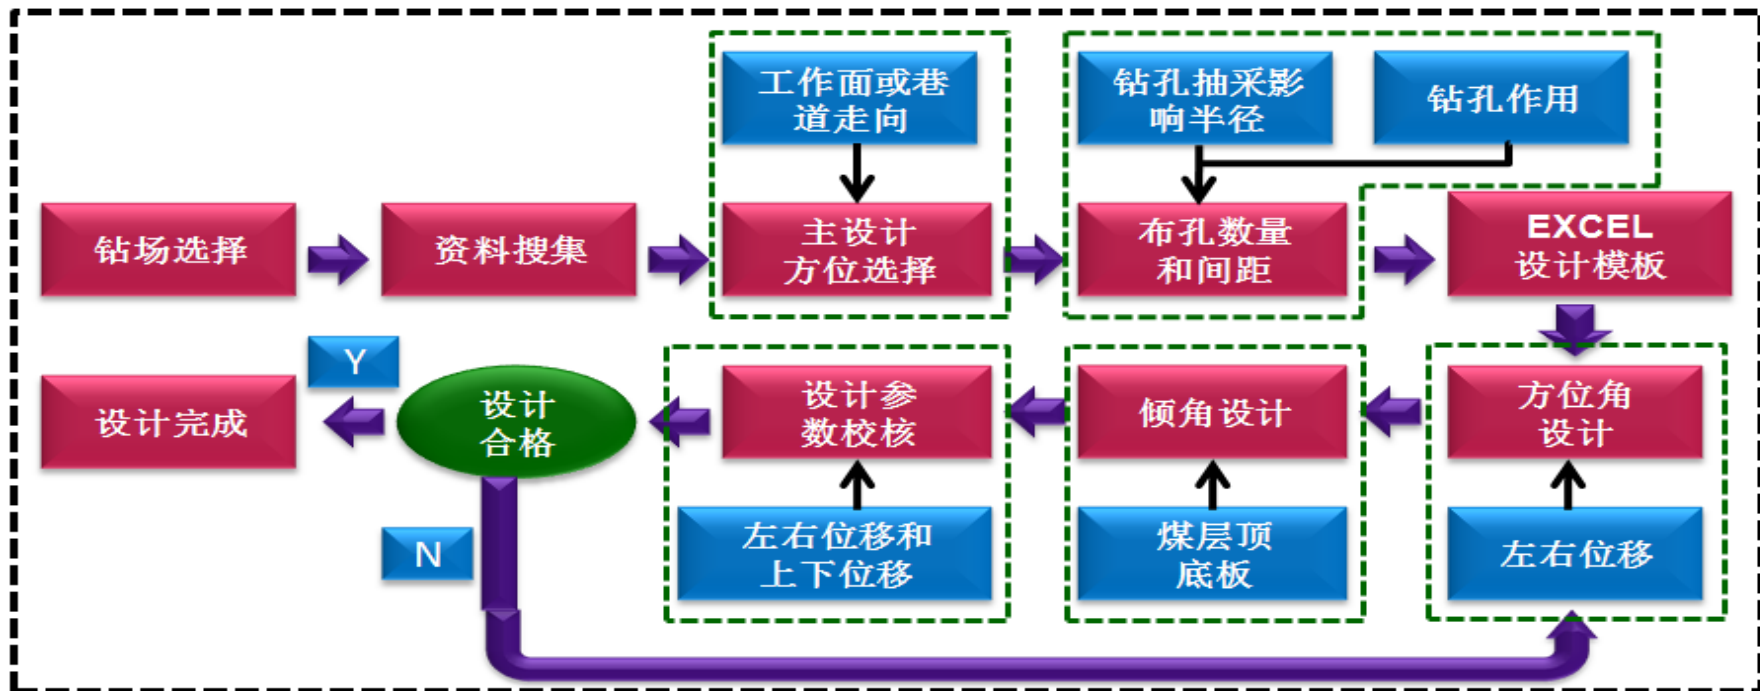 工作面或巷
道走向
钻孔抽采影
响半径
钻孔作用
钻场选择
资料搜集
主设计
方位选择
布孔数量
和间距
EXCEL
设计模板
Y
设计完成
设计
合格
设计参
数校核
倾角设计
方位角
设计
N
左右位移和
上下位移
煤层顶
底板
左右位移